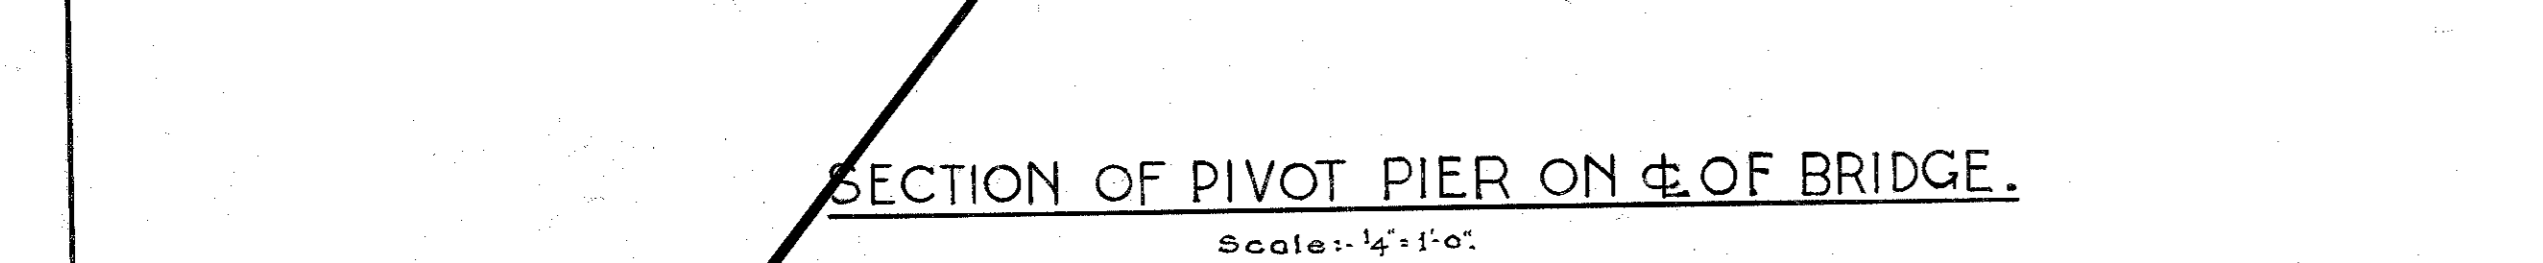 SECTION OF PIVOT PIER ON ℄ OF BRIDGE.
Scale:- ¼"=1'-0".